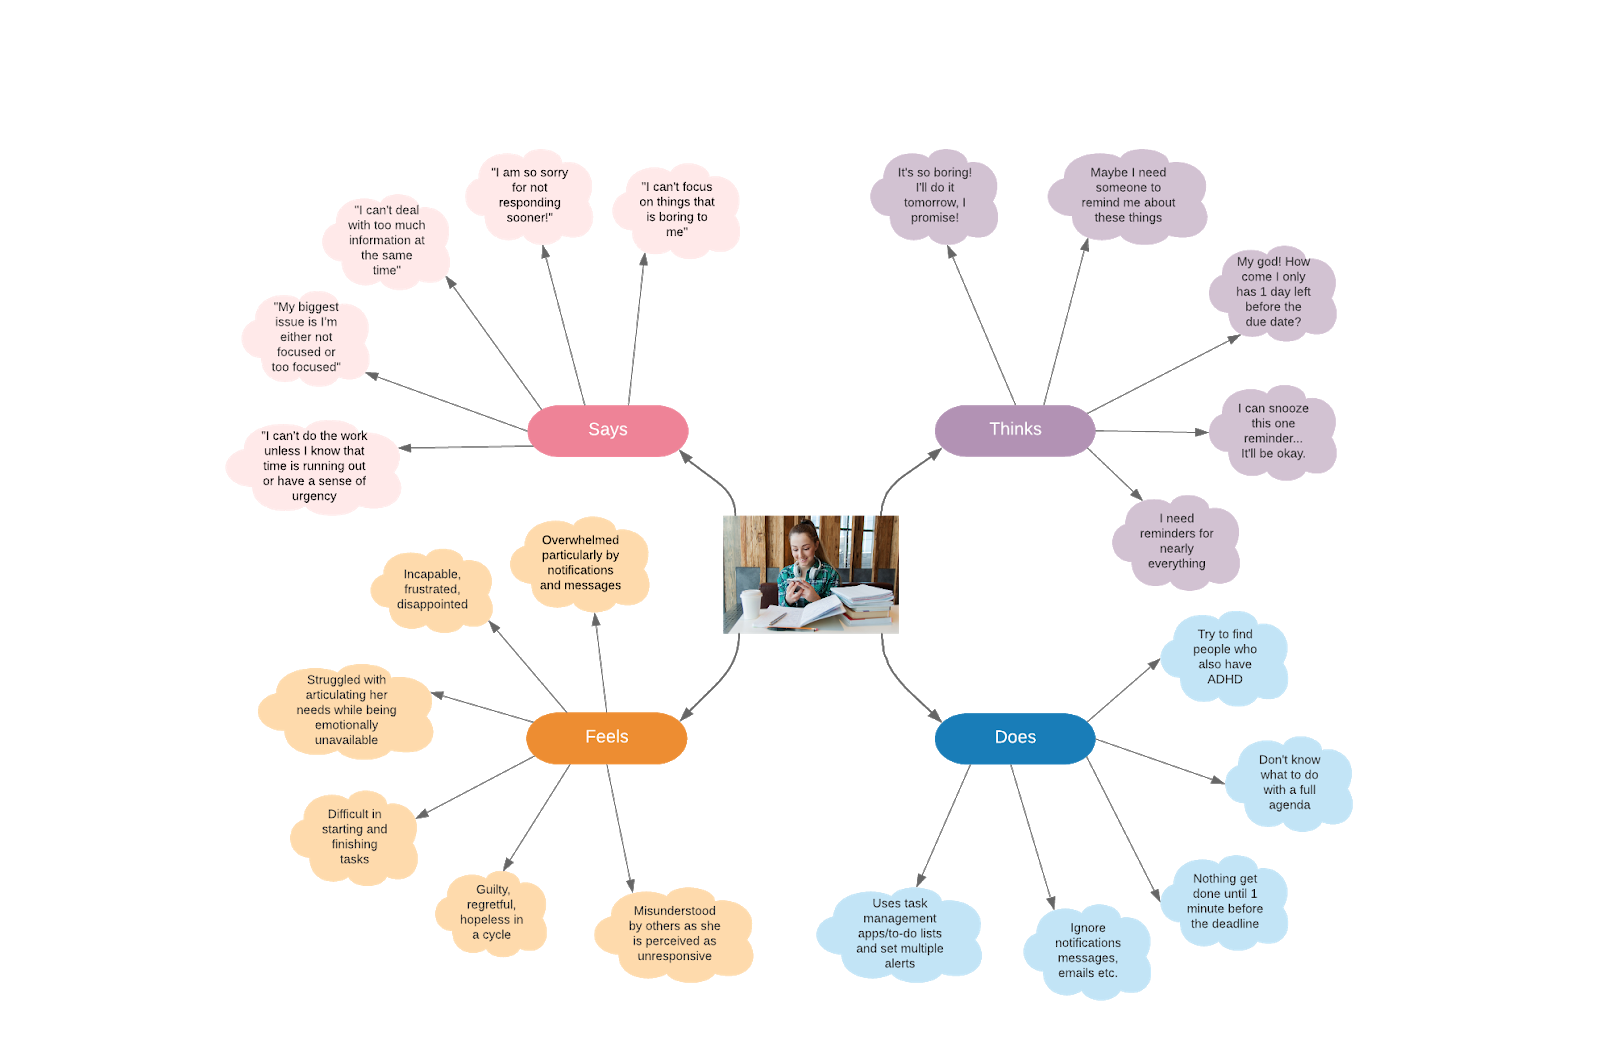 "I am so sorry
for not
responding
sooner!"
"I can't focus
on things that
is boring to
me"
"I can't deal
with too much
information at
the same
time"
"My biggest
issue is I'm
either not
focused or
too focused"
"I can't do the work
unless I know that
time is running out
or have a sense of
urgency
Says
It's so boring!
I'll do it
tomorrow, I
promise!
Maybe I need
someone to
remind me about
these things
My god! How
come I only
has 1 day left
before the
due date?
I can snooze
this one
reminder...
It'll be okay.
I need
reminders for
nearly
everything
Thinks
Overwhelmed
particularly by
notifications
and messages
Incapable,
frustrated,
disappointed
Struggled with
articulating her
needs while being
emotionally
unavailable
Feels
Difficult in
starting and
finishing
tasks
Guilty,
regretful,
hopeless in
a cycle
Misunderstood
by others as she
is perceived as
unresponsive
Try to find
people who
also have
ADHD
Does
Don't know
what to do
with a full
agenda
Nothing get
done until 1
minute before
the deadline
Uses task
management
apps/to-do lists
and set multiple
alerts
Ignore
notifications
messages,
emails etc.